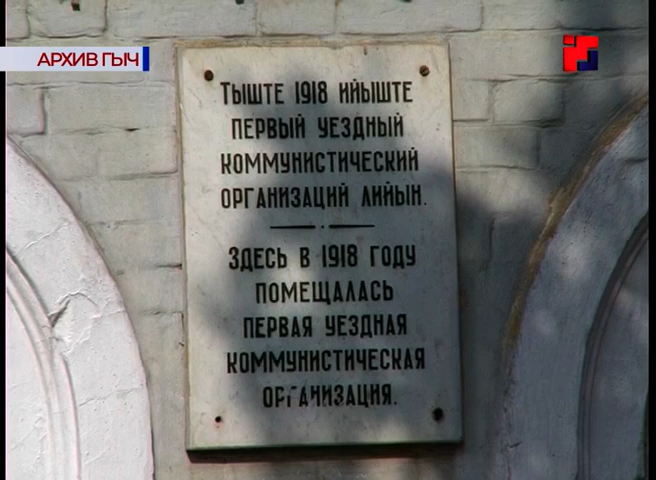 АРХИВ ГЫЧ
ТЫШТЕ 1918 ИЙЫШТЕ
ПЕРВЫЙ УЕЗДНЫЙ
КОММУНИСТИЧЕСКИЙ
ОРГАНИЗАЦИЙ ЛИЙЫН.
ЗДЕСЬ В 1918 ГОДУ
ПОМЕЩАЛАСЬ
ПЕРВАЯ УЕЗДНАЯ
КОММУНИСТИЧЕСКАЯ
ОРГАНИЗАЦИЯ.